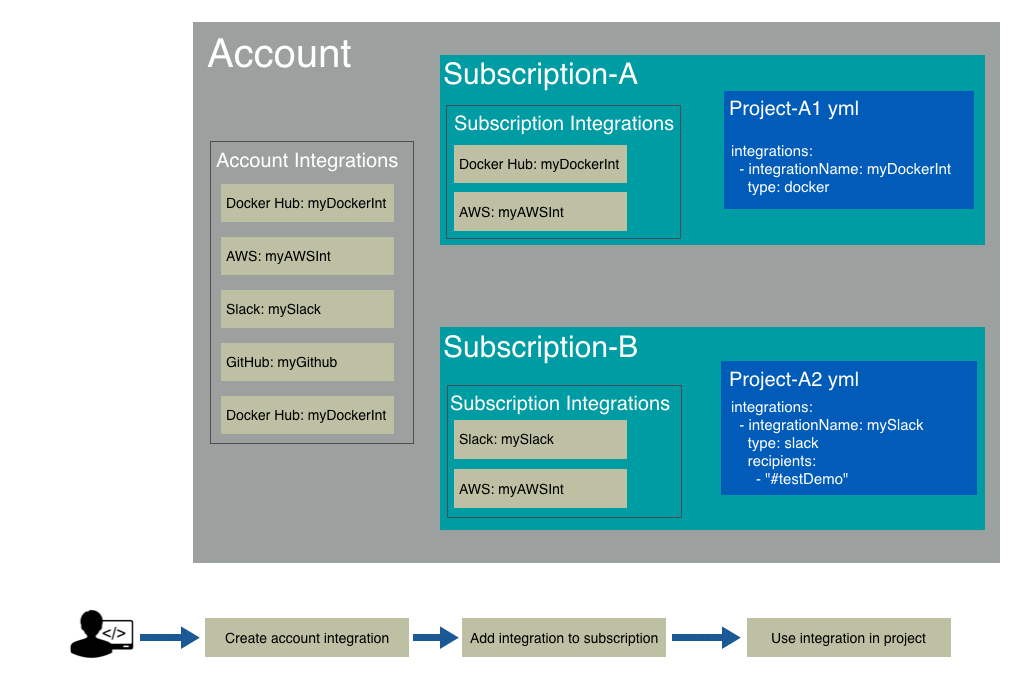 Account
Account Integrations
Docker Hub: myDockerInt
AWS: myAWSInt
Slack: mySlack
GitHub: myGithub
Docker Hub: myDockerInt
Subscription-A
Subscription Integrations
Docker Hub: myDockerInt
AWS: myAWSInt
Project-A1 yml
integrations:
- integrationName: myDockerInt
type: docker
Subscription-B
Subscription Integrations
Slack: mySlack
AWS: myAWSInt
Project-A2 yml
integrations:
- integrationName: mySlack
type: slack
recipients:
- "#testDemo"
</>
Create account integration
Add integration to subscription
Use integration in project